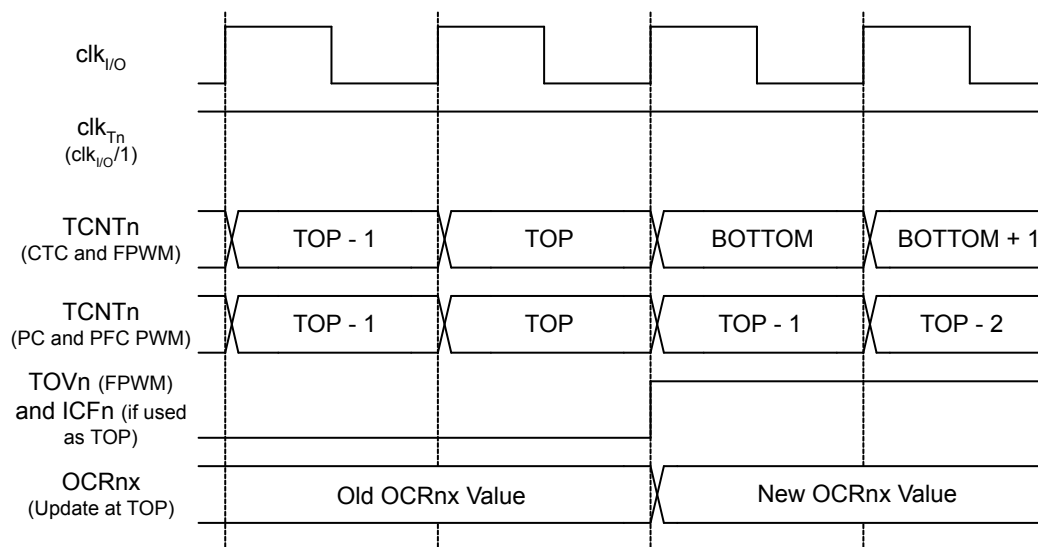 clkI/O
clkTn
(clkI/O/1)
TCNTn
(CTC and FPWM)
TOP - 1
TOP
BOTTOM
BOTTOM + 1
TCNTn
(PC and PFC PWM)
TOP - 1
TOP
TOP - 1
TOP - 2
TOVn (FPWM)
and ICFn (if used
as TOP)
OCRnx
(Update at TOP)
Old OCRnx Value
New OCRnx Value